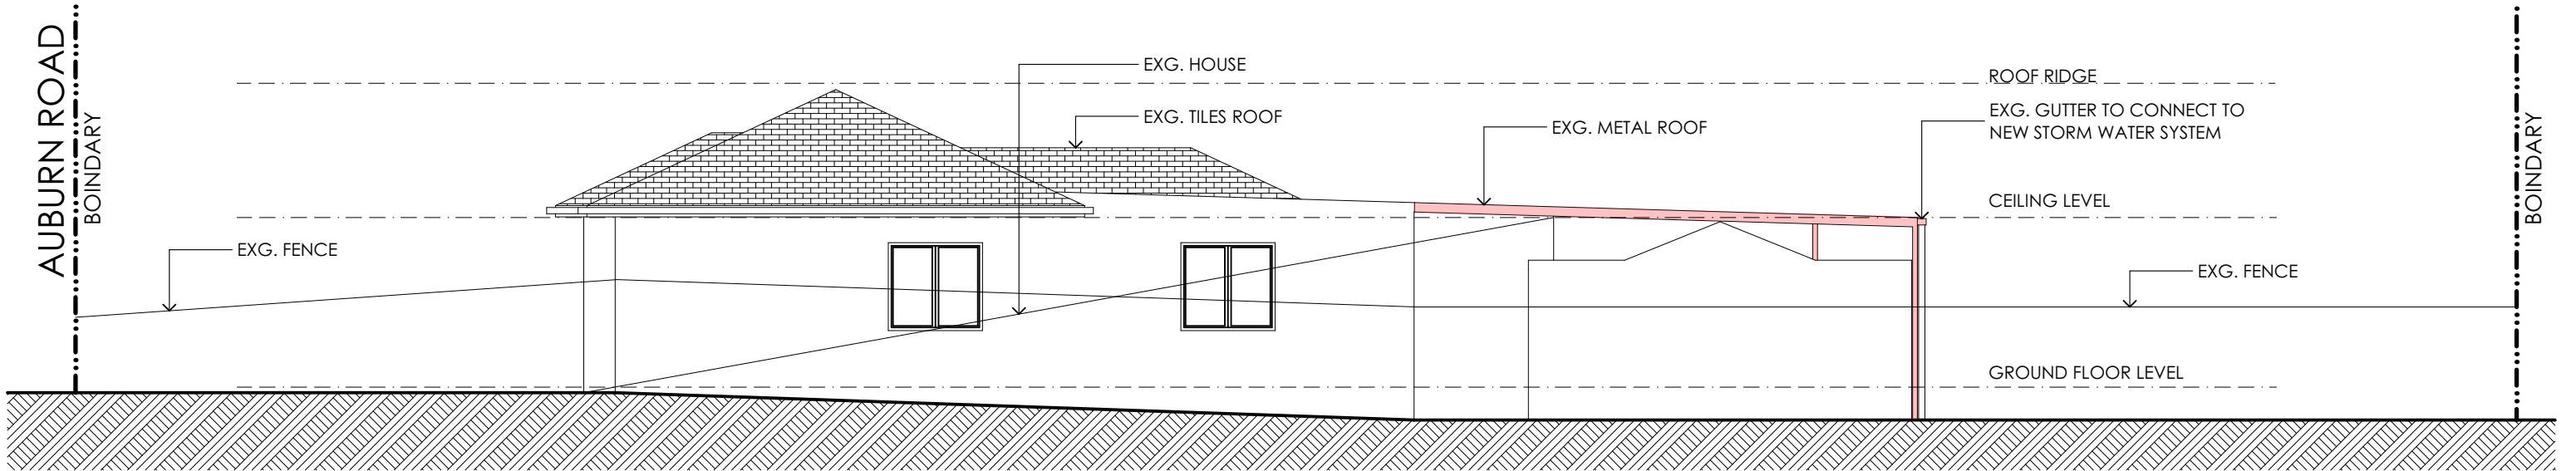 AUBURN ROAD
BOINDARY
EXG. FENCE
EXG. HOUSE
EXG. TILES ROOF
EXG. METAL ROOF
ROOF RIDGE
EXG. GUTTER TO CONNECT TO
NEW STORM WATER SYSTEM
CEILING LEVEL
EXG. FENCE
GROUND FLOOR LEVEL
BOINDARY